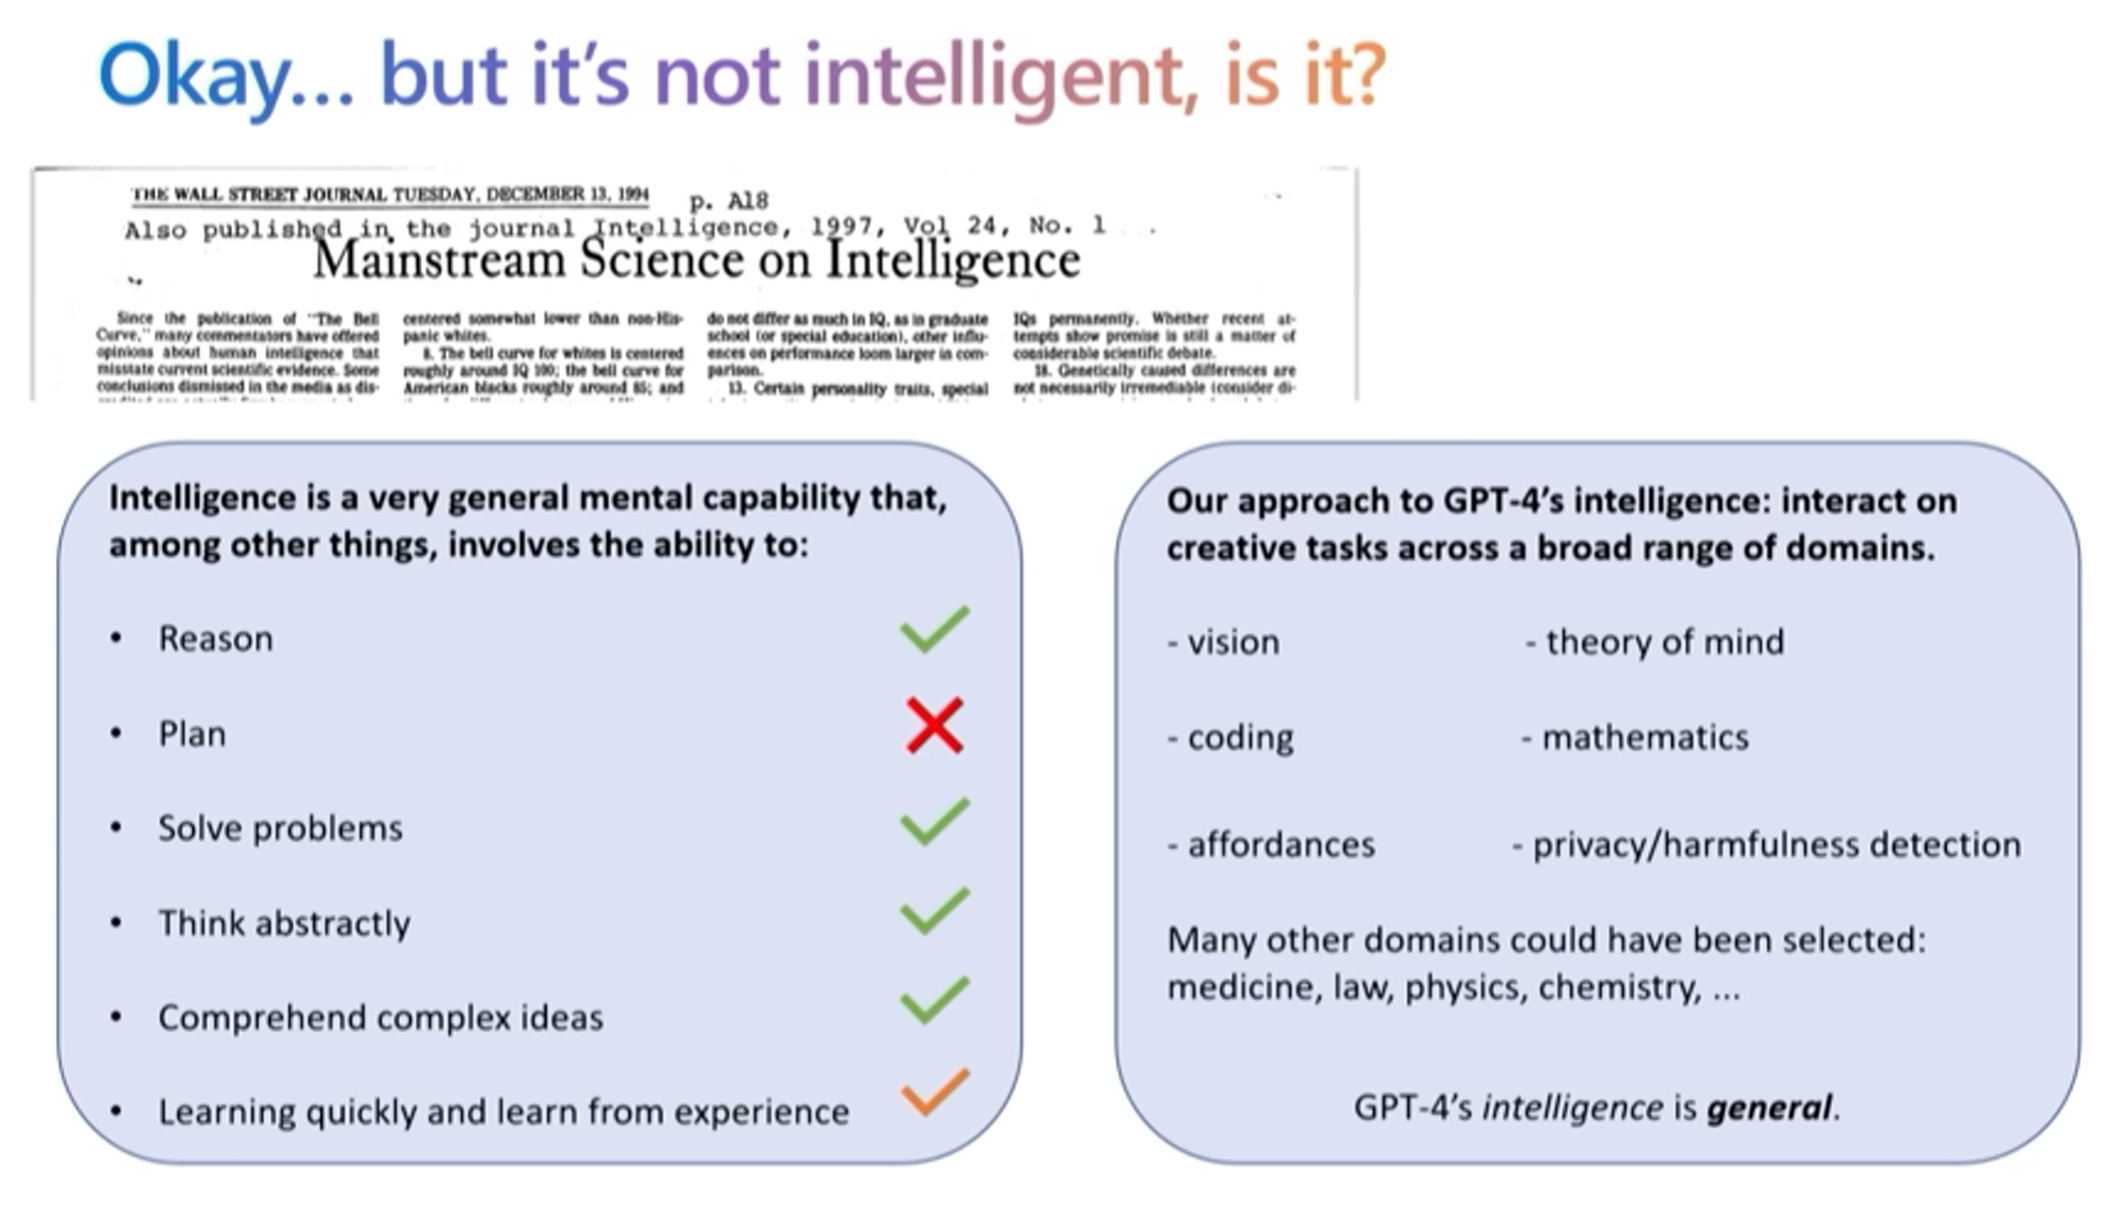 Okay... but it's not intelligent, is it?
THE WALL STREET JOURNAL TUESDAY, DECEMBER 13, 1994 p. A18
Also published in the journal Intelligence, 1997, Vol 24, No. 1
Mainstream Science on Intelligence
Since the publication of "The Bell
Curve," many commentators have offered
opinions about human intelligence that
misstate current scientific evidence. Some
conclusions dismissed in the media as dis-
centered somewhat lower than non-His-
panic whites.
8. The bell curve for whites is centered
roughly around IQ 100; the bell curve for
American blacks roughly around 85; and
do not differ as much in IQ, as in graduate
school (or special education), other influ-
ences on performance loom larger in com-
parison.
13. Certain personality traits, special
IQs permanently. Whether recent at-
tempts show promise is still a matter of
considerable scientific debate.
18. Genetically caused differences are
not necessarily irremediable (consider di-
Intelligence is a very general mental capability that,
among other things, involves the ability to:
• Reason
• Plan
• Solve problems
• Think abstractly
• Comprehend complex ideas
• Learning quickly and learn from experience
Our approach to GPT-4's intelligence: interact on
creative tasks across a broad range of domains.
- vision - theory of mind
- coding - mathematics
- affordances - privacy/harmfulness detection
Many other domains could have been selected:
medicine, law, physics, chemistry, ...
GPT-4's intelligence is general.